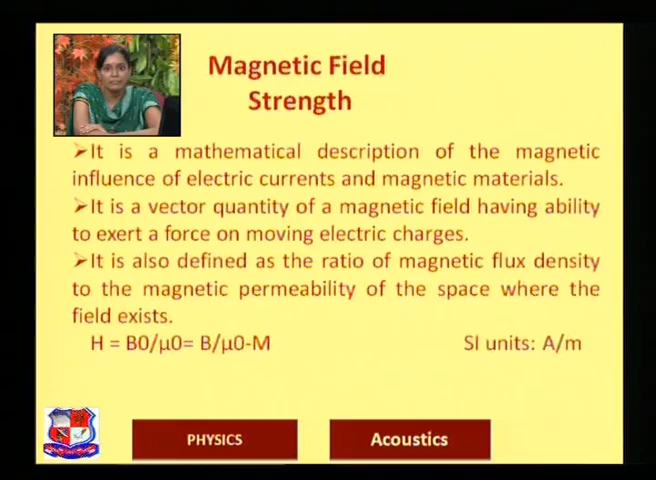 Magnetic Field
Strength
➢It is a mathematical description of the magnetic
influence of electric currents and magnetic materials.
➢It is a vector quantity of a magnetic field having ability
to exert a force on moving electric charges.
➢It is also defined as the ratio of magnetic flux density
to the magnetic permeability of the space where the
field exists.
H = B0/μ0= B/μ0-M SI units: A/m
PHYSICS Acoustics